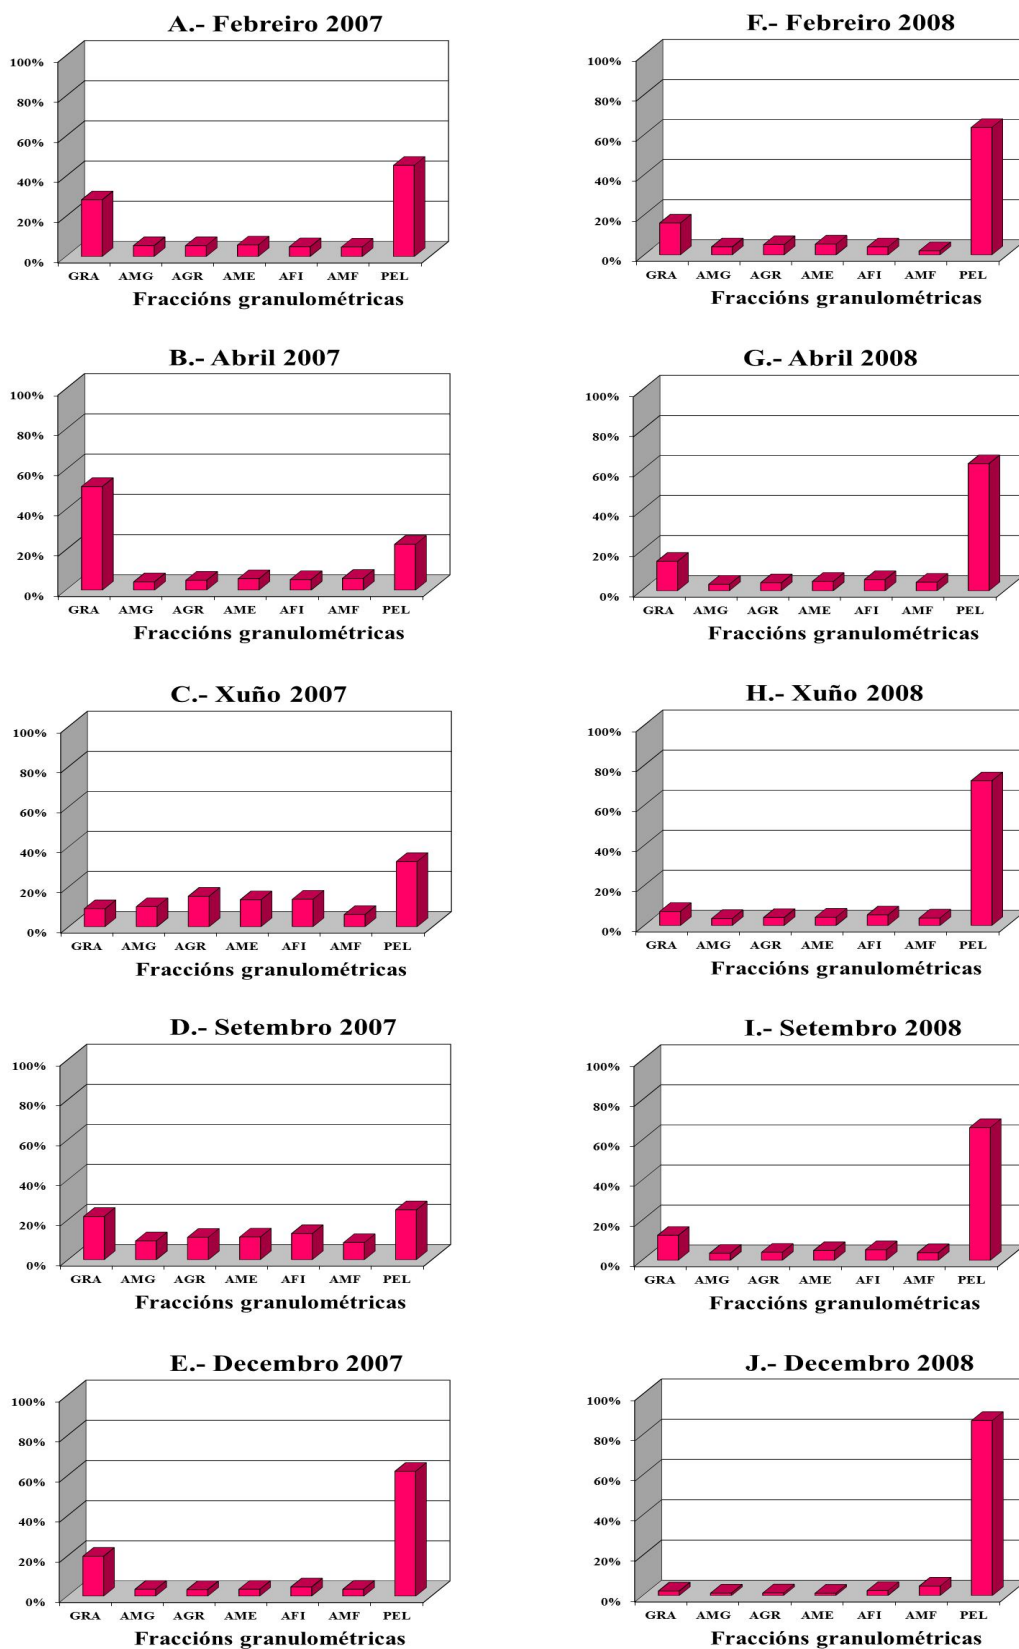 A.- Febreiro 2007
100%
80%
60%
40%
20%
0%
GRA AMG AGR AME AFI AMF PEL
Fraccións granulométricas
B.- Abril 2007
100%
80%
60%
40%
20%
0%
GRA AMG AGR AME AFI AMF PEL
Fraccións granulométricas
C.- Xuño 2007
100%
80%
60%
40%
20%
0%
GRA AMG AGR AME AFI AMF PEL
Fraccións granulométricas
D.- Setembro 2007
100%
80%
60%
40%
20%
0%
GRA AMG AGR AME AFI AMF PEL
Fraccións granulométricas
E.- Decembro 2007
100%
80%
60%
40%
20%
0%
GRA AMG AGR AME AFI AMF PEL
Fraccións granulométricas
F.- Febreiro 2008
100%
80%
60%
40%
20%
0%
GRA AMG AGR AME AFI AMF PEL
Fraccións granulométricas
G.- Abril 2008
100%
80%
60%
40%
20%
0%
GRA AMG AGR AME AFI AMF PEL
Fraccións granulométricas
H.- Xuño 2008
100%
80%
60%
40%
20%
0%
GRA AMG AGR AME AFI AMF PEL
Fraccións granulométricas
I.- Setembro 2008
100%
80%
60%
40%
20%
0%
GRA AMG AGR AME AFI AMF PEL
Fraccións granulométricas
J.- Decembro 2008
100%
80%
60%
40%
20%
0%
GRA AMG AGR AME AFI AMF PEL
Fraccións granulométricas